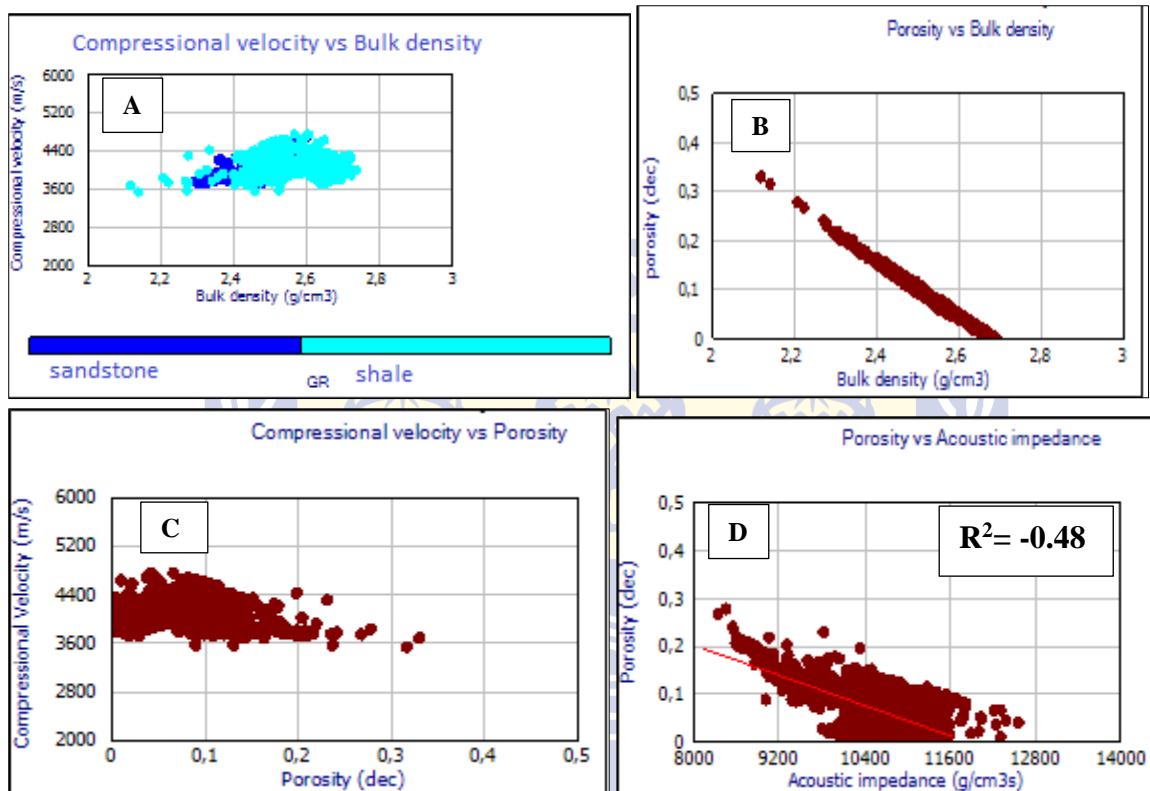 Compressional velocity vs Bulk density
A
Compressional velocity (m/s)
6000
5200
4400
3600
2800
2000
2
2,2
2,4
2,6
2,8
3
Bulk density (g/cm3)
sandstone
GR
shale
Porosity vs Bulk density
B
porosity (dec)
0,5
0,4
0,3
0,2
0,1
0
2
2,2
2,4
2,6
2,8
3
Bulk density (g/cm3)
Compressional velocity vs Porosity
C
Compressional Velocity (m/s)
6000
5200
4400
3600
2800
2000
0
0,1
0,2
0,3
0,4
0,5
Porosity (dec)
Porosity vs Acoustic impedance
D
R²= -0.48
Porosity (dec)
0,5
0,4
0,3
0,2
0,1
0
8000
9200
10400
11600
12800
14000
Acoustic impedance (g/cm3s)